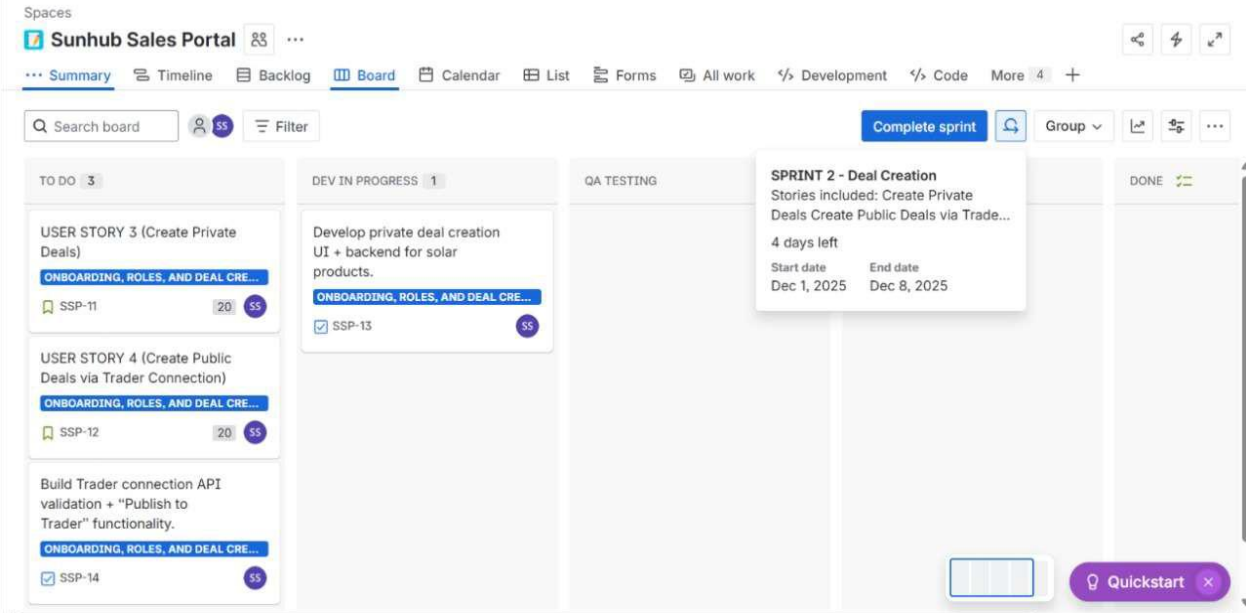 Spaces
Sunhub Sales Portal
Summary Timeline Backlog Board Calendar List Forms All work Development Code More 4
Search board
SS
Filter
Complete sprint
Group
TO DO 3
USER STORY 3 (Create Private
Deals)
ONBOARDING, ROLES, AND DEAL CRE...
SSP-11 20 SS
USER STORY 4 (Create Public
Deals via Trader Connection)
ONBOARDING, ROLES, AND DEAL CRE...
SSP-12 20 SS
Build Trader connection API
validation + “Publish to
Trader” functionality.
ONBOARDING, ROLES, AND DEAL CRE...
SSP-14 SS
DEV IN PROGRESS 1
Develop private deal creation
UI + backend for solar
products.
ONBOARDING, ROLES, AND DEAL CRE...
SSP-13 SS
QA TESTING
SPRINT 2 - Deal Creation
Stories included: Create Private
Deals Create Public Deals via Trade...
4 days left
Start date End date
Dec 1, 2025 Dec 8, 2025
DONE
Quickstart